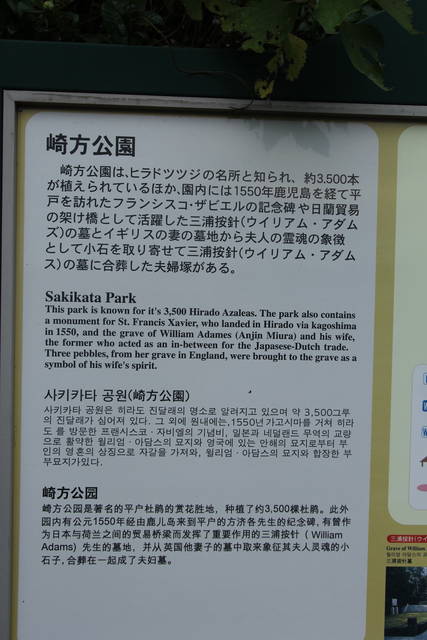 崎方公園
崎方公園は、ヒラドツツジの名所と知られ、約3.500本
が植えられているほか、園内には1550年鹿児島を経て平
戸を訪れたフランシスコ・ザビエルの記念碑や日蘭貿易
の架け橋として活躍した三浦按針(ウイリアム・アダム
ズ)の墓とイギリスの妻の墓地から夫人の霊魂の象徴
として小石を取り寄せて三浦按針(ウイリアム・アダム
ス)の墓に合葬した夫婦塚がある。
Sakikata Park
This park is known for it's 3,500 Hirado Azaleas. The park also contains
a monument for St. Francis Xavier, who landed in Hirado via kagoshima
in 1550, and the grave of William Adames (Anjin Miura) and his wife,
the former who acted as an in-between for the Japasese-Dutch trade.
Three pebbles, from her grave in England, were brought to the grave as a
symbol of his wife's spirit.
사키카타 공원(崎方公園)
사키카타 공원은 히라도 진달래의 명소로 알려지고 있으며 약 3,500그루
의 진달래가 심어져 있다. 그 외에 원내에는,1550년가고시마를 거쳐 히라
도 를 방문한 프랜시스코・자비엘의 기념비, 일본과 네덜란드 무역의 교량
으로 활약한 윌리엄・아담스의 묘지와 영국에 있는 안해의 묘지로부터 부
인의 영혼의 상징으로 자갈을 가져와, 윌리엄・아담스의 묘지와 합장한 부
부묘지가있다.
崎方公园
崎方公园是著名的平户杜鹃的赏花胜地，种植了约3,500棵杜鹃。此外
园内有公元1550年经由鹿儿岛来到平户的方济各先生的纪念碑，有曾作
为日本与荷兰之间的贸易桥梁而发挥了重要作用的三浦按针（William
Adams）先生的墓地，并从英国他妻子的墓中取来象征其夫人灵魂的小
石子，合葬在一起成了夫妇墓。
三浦按針(ウイ
Grave of William
윌리엄 아담스의 묘
三浦按針墓